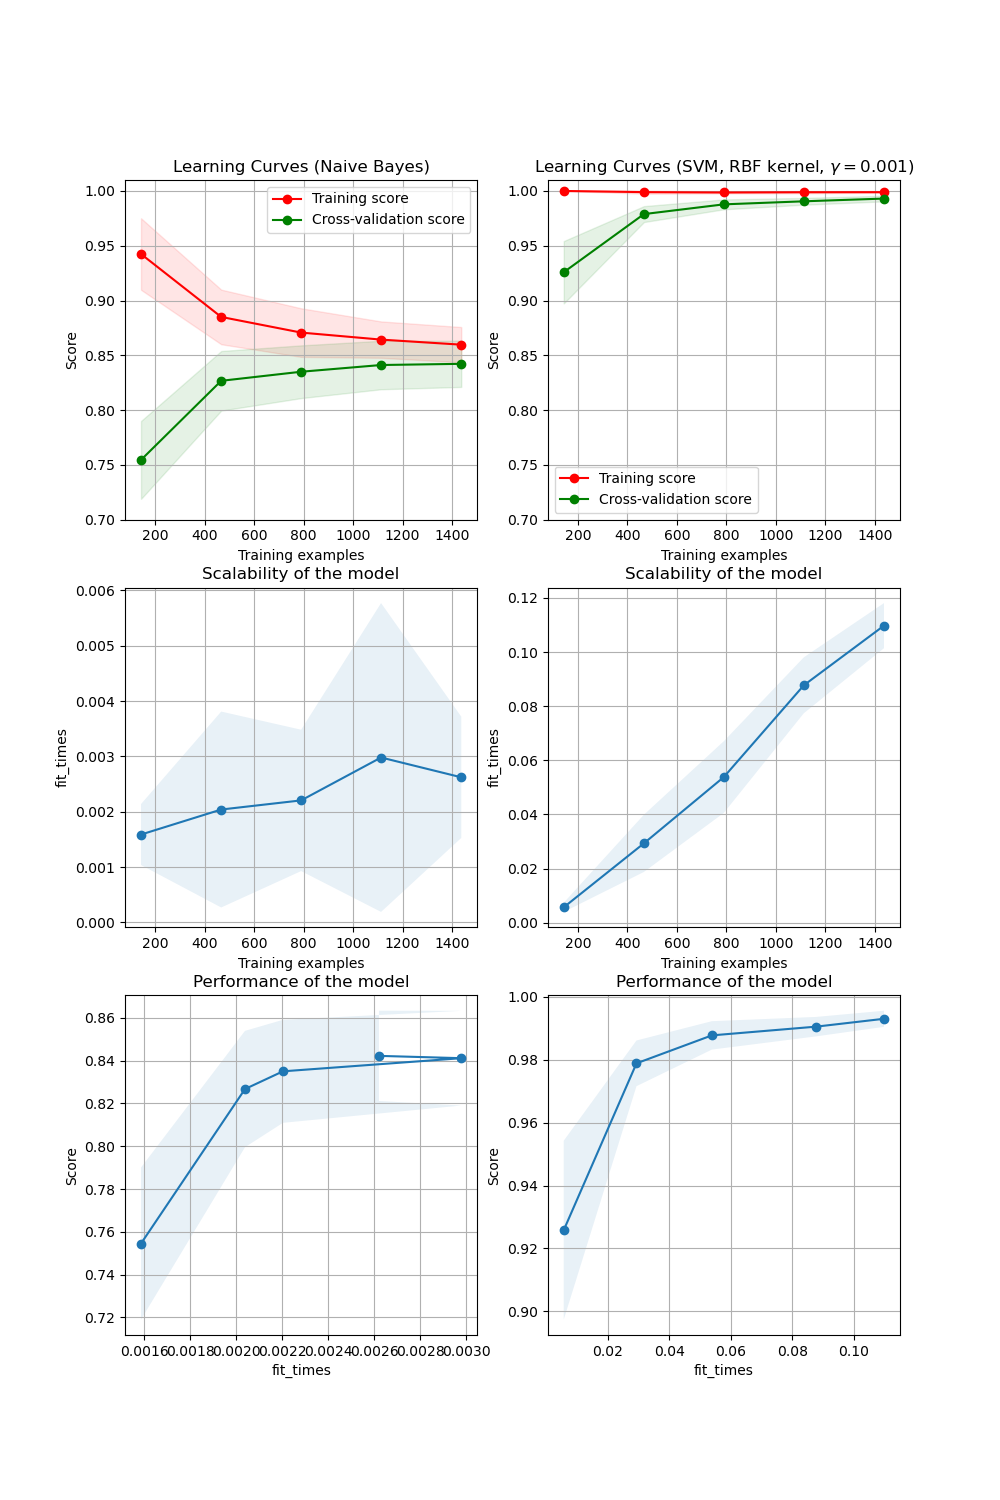 Learning Curves (Naive Bayes)
Learning Curves (SVM, RBF kernel, γ = 0.001)
1.00
0.95
0.90
0.85
0.80
0.75
0.70
Score
Training score
Cross-validation score
200 400 600 800 1000 1200 1400
Training examples
1.00
0.95
0.90
0.85
0.80
0.75
0.70
Score
Training score
Cross-validation score
200 400 600 800 1000 1200 1400
Training examples
Scalability of the model
0.006
0.005
0.004
0.003
0.002
0.001
0.000
fit_times
200 400 600 800 1000 1200 1400
Training examples
Scalability of the model
0.12
0.10
0.08
0.06
0.04
0.02
0.00
fit_times
200 400 600 800 1000 1200 1400
Training examples
Performance of the model
0.86
0.84
0.82
0.80
0.78
0.76
0.74
0.72
Score
0.0016 0.0018 0.0020 0.0022 0.0024 0.0026 0.0028 0.0030
fit_times
Performance of the model
1.00
0.98
0.96
0.94
0.92
0.90
Score
0.02 0.04 0.06 0.08 0.10
fit_times